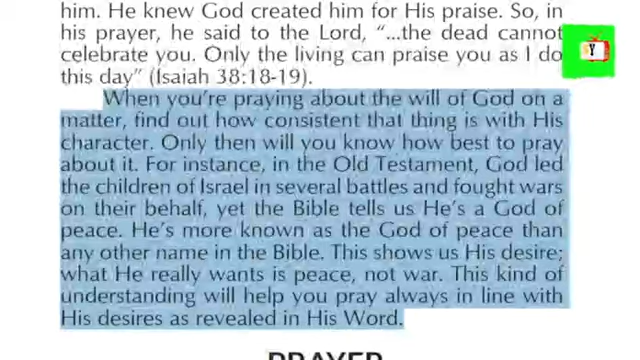 him. He knew God created him for His praise. So, in
his prayer, he said to the Lord, “...the dead cannot
celebrate you. Only the living can praise you as I do
this day” (Isaiah 38:18-19).
When you’re praying about the will of God on a
matter, find out how consistent that thing is with His
character. Only then will you know how best to pray
about it. For instance, in the Old Testament, God led
the children of Israel in several battles and fought wars
on their behalf, yet the Bible tells us He’s a God of
peace. He’s more known as the God of peace than
any other name in the Bible. This shows us His desire;
what He really wants is peace, not war. This kind of
understanding will help you pray always in line with
His desires as revealed in His Word.
PRAYER
Y